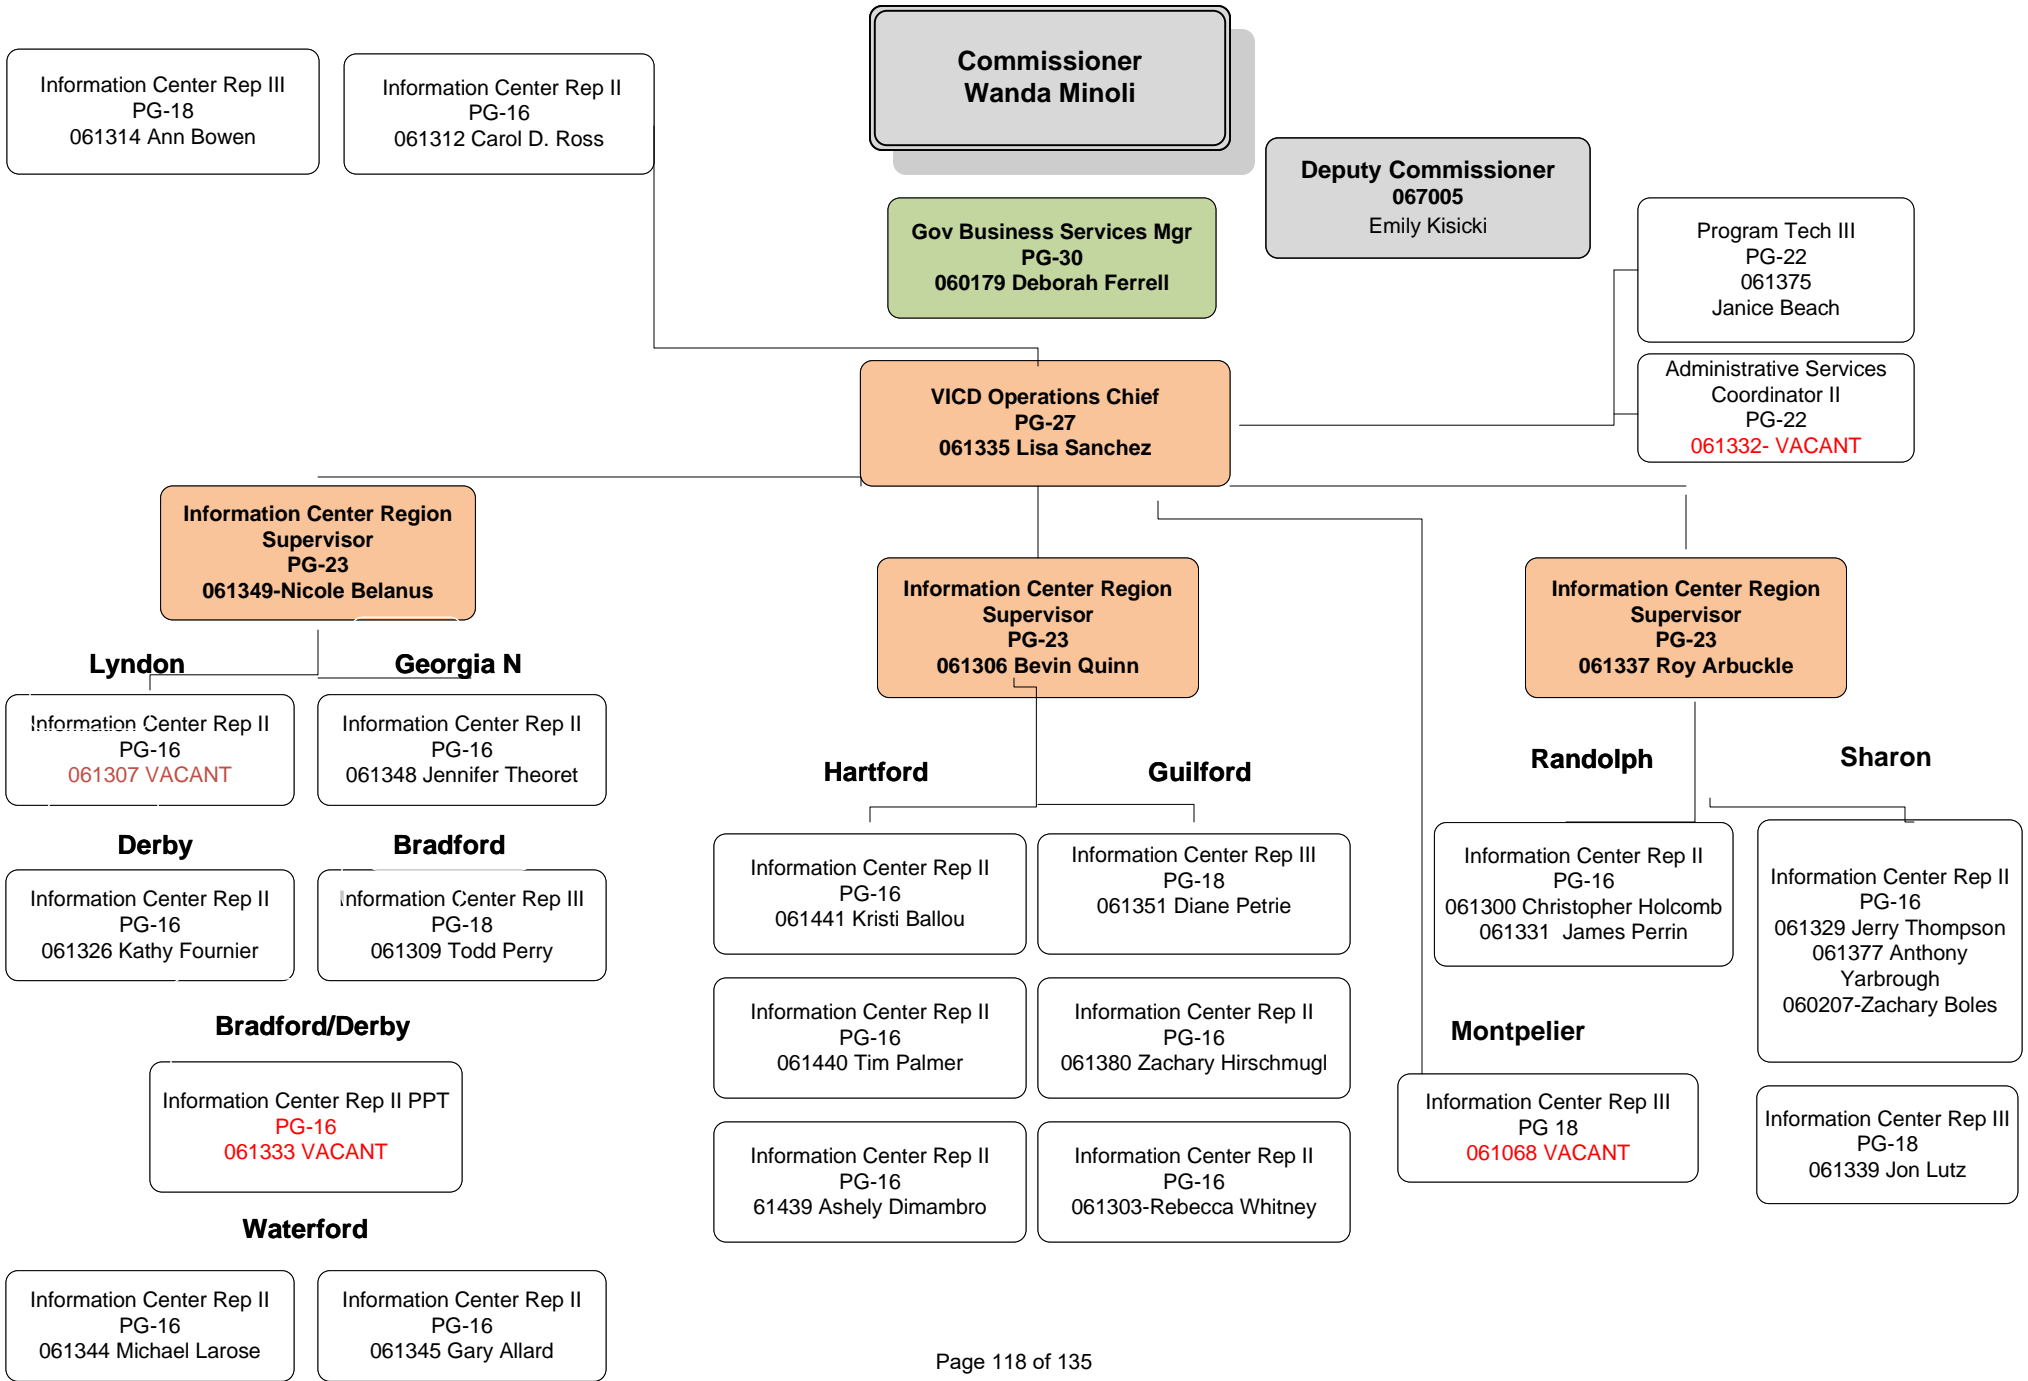 Commissioner
Wanda Minoli
Information Center Rep III
PG-18
061314 Ann Bowen
Information Center Rep II
PG-16
061312 Carol D. Ross
Deputy Commissioner
067005
Emily Kisicki
Gov Business Services Mgr
PG-30
060179 Deborah Ferrell
Program Tech III
PG-22
061375
Janice Beach
Administrative Services
Coordinator II
PG-22
061332- VACANT
VICD Operations Chief
PG-27
061335 Lisa Sanchez
Information Center Region
Supervisor
PG-23
061349-Nicole Belanus
Information Center Region
Supervisor
PG-23
061306 Bevin Quinn
Information Center Region
Supervisor
PG-23
061337 Roy Arbuckle
Lyndon
Information Center Rep II
PG-16
061307 VACANT
Georgia N
Information Center Rep II
PG-16
061348 Jennifer Theoret
Derby
Information Center Rep II
PG-16
061326 Kathy Fournier
Bradford
Information Center Rep III
PG-18
061309 Todd Perry
Bradford/Derby
Information Center Rep II PPT
PG-16
061333 VACANT
Waterford
Information Center Rep II
PG-16
061344 Michael Larose
Information Center Rep II
PG-16
061345 Gary Allard
Hartford
Information Center Rep II
PG-16
061441 Kristi Ballou
Information Center Rep II
PG-16
061440 Tim Palmer
Information Center Rep II
PG-16
61439 Ashely Dimambro
Guilford
Information Center Rep III
PG-18
061351 Diane Petrie
Information Center Rep II
PG-16
061380 Zachary Hirschmugl
Information Center Rep II
PG-16
061303-Rebecca Whitney
Randolph
Information Center Rep II
PG-16
061300 Christopher Holcomb
061331  James Perrin
Montpelier
Information Center Rep III
PG 18
061068 VACANT
Sharon
Information Center Rep II
PG-16
061329 Jerry Thompson
061377 Anthony
Yarbrough
060207-Zachary Boles
Information Center Rep III
PG-18
061339 Jon Lutz
Page 118 of 135